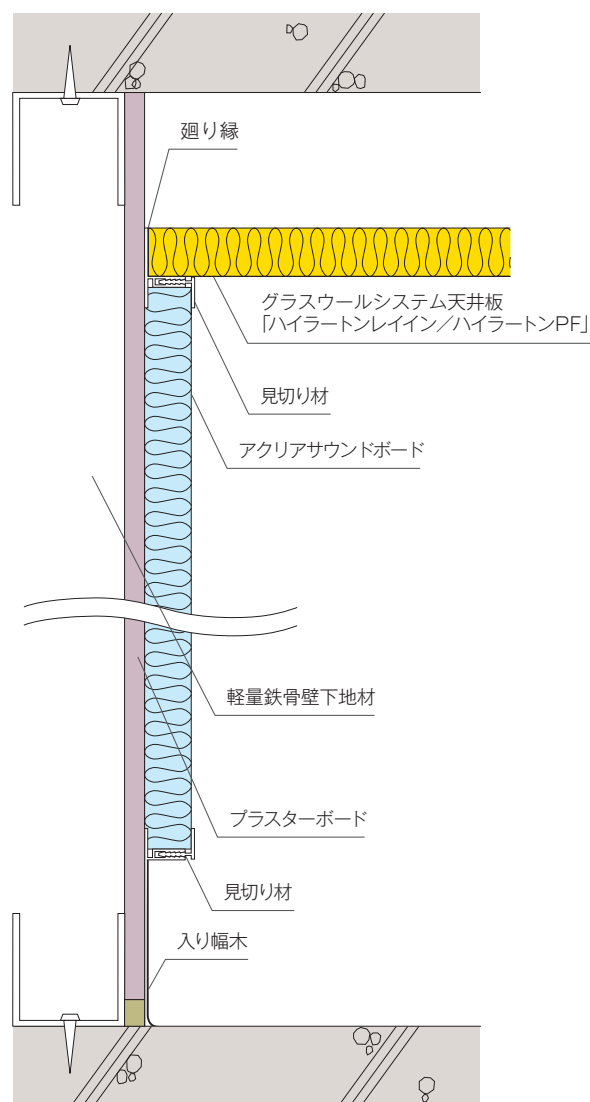 廻り縁
グラスウールシステム天井板
「ハイラートンレイイン／ハイラートンPF」
見切り材
アクリアサウンドボード
軽量鉄骨壁下地材
プラスターボード
見切り材
入り幅木